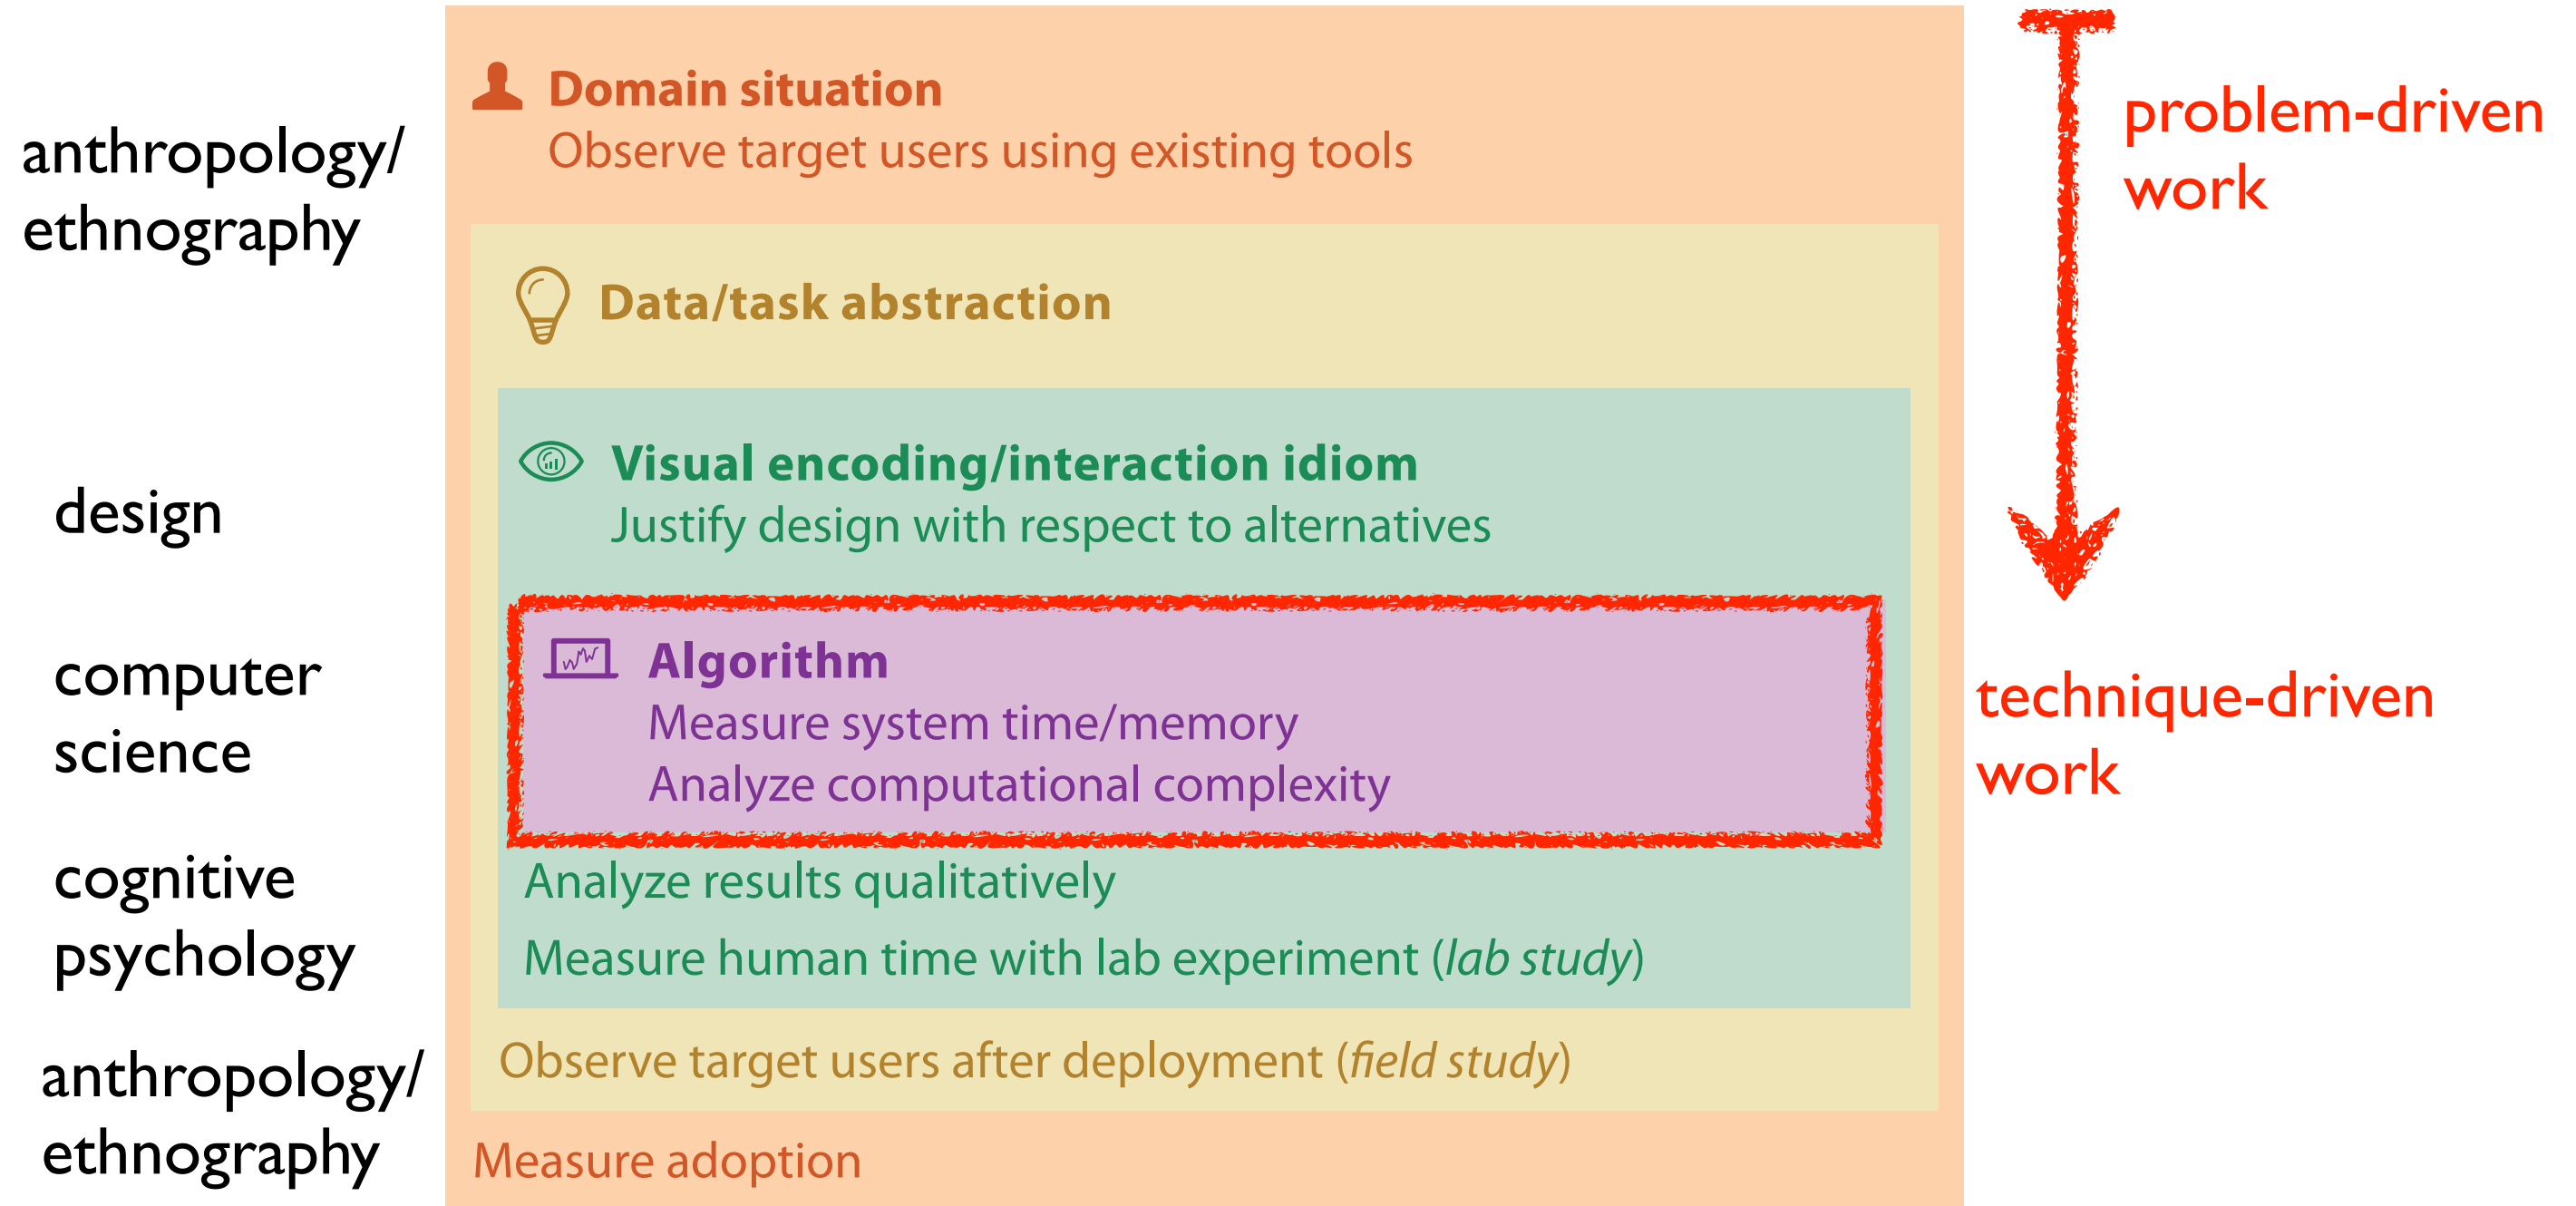 anthropology/
ethnography
design
computer
science
cognitive
psychology
anthropology/
ethnography
Domain situation
Observe target users using existing tools
Data/task abstraction
Visual encoding/interaction idiom
Justify design with respect to alternatives
Algorithm
Measure system time/memory
Analyze computational complexity
Analyze results qualitatively
Measure human time with lab experiment (lab study)
Observe target users after deployment (field study)
Measure adoption
problem-driven
work
technique-driven
work